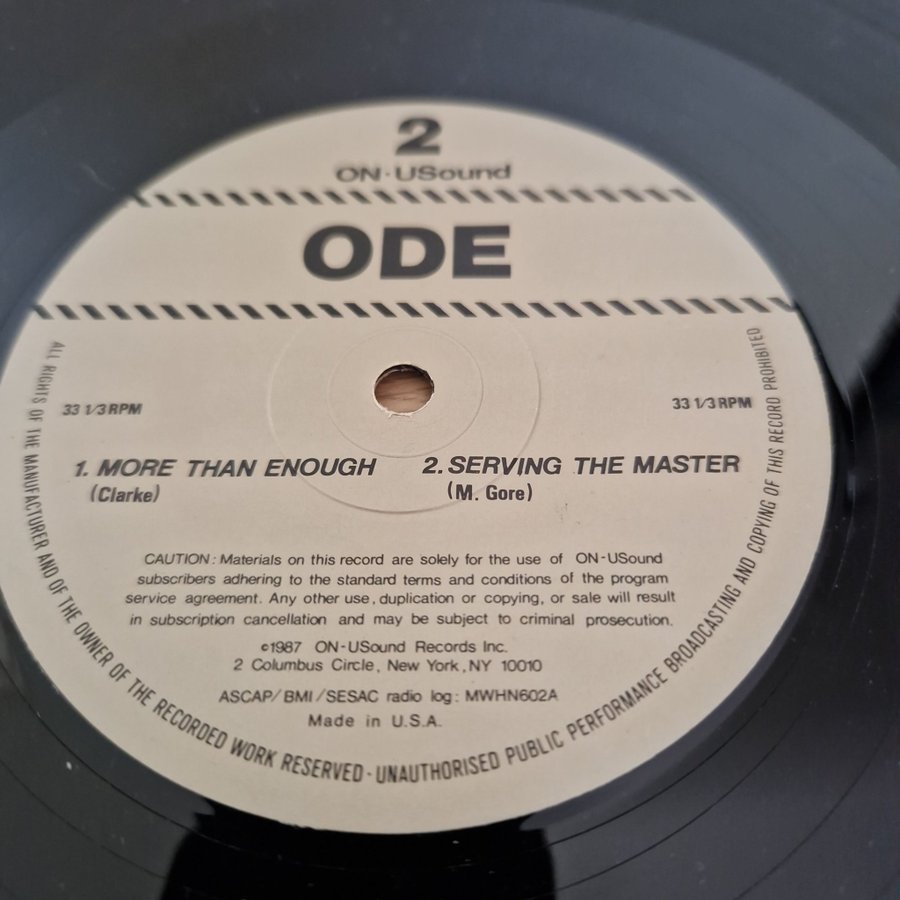 2
ON·USound
ODE
33 1/3 RPM
33 1/3 RPM
1. MORE THAN ENOUGH
(Clarke)
2. SERVING THE MASTER
(M. Gore)
CAUTION: Materials on this record are solely for the use of ON-USound
subscribers adhering to the standard terms and conditions of the program
service agreement. Any other use, duplication or copying, or sale will result
in subscription cancellation and may be subject to criminal prosecution.
©1987 ON-USound Records Inc.
2 Columbus Circle, New York, NY 10010
ASCAP/BMI/SESAC radio log: MWHN602A
Made in U.S.A.
ALL RIGHTS OF THE MANUFACTURER AND OF THE OWNER OF THE RECORDED WORK RESERVED · UNAUTHORISED PUBLIC PERFORMANCE BROADCASTING AND COPYING OF THIS RECORD PROHIBITED